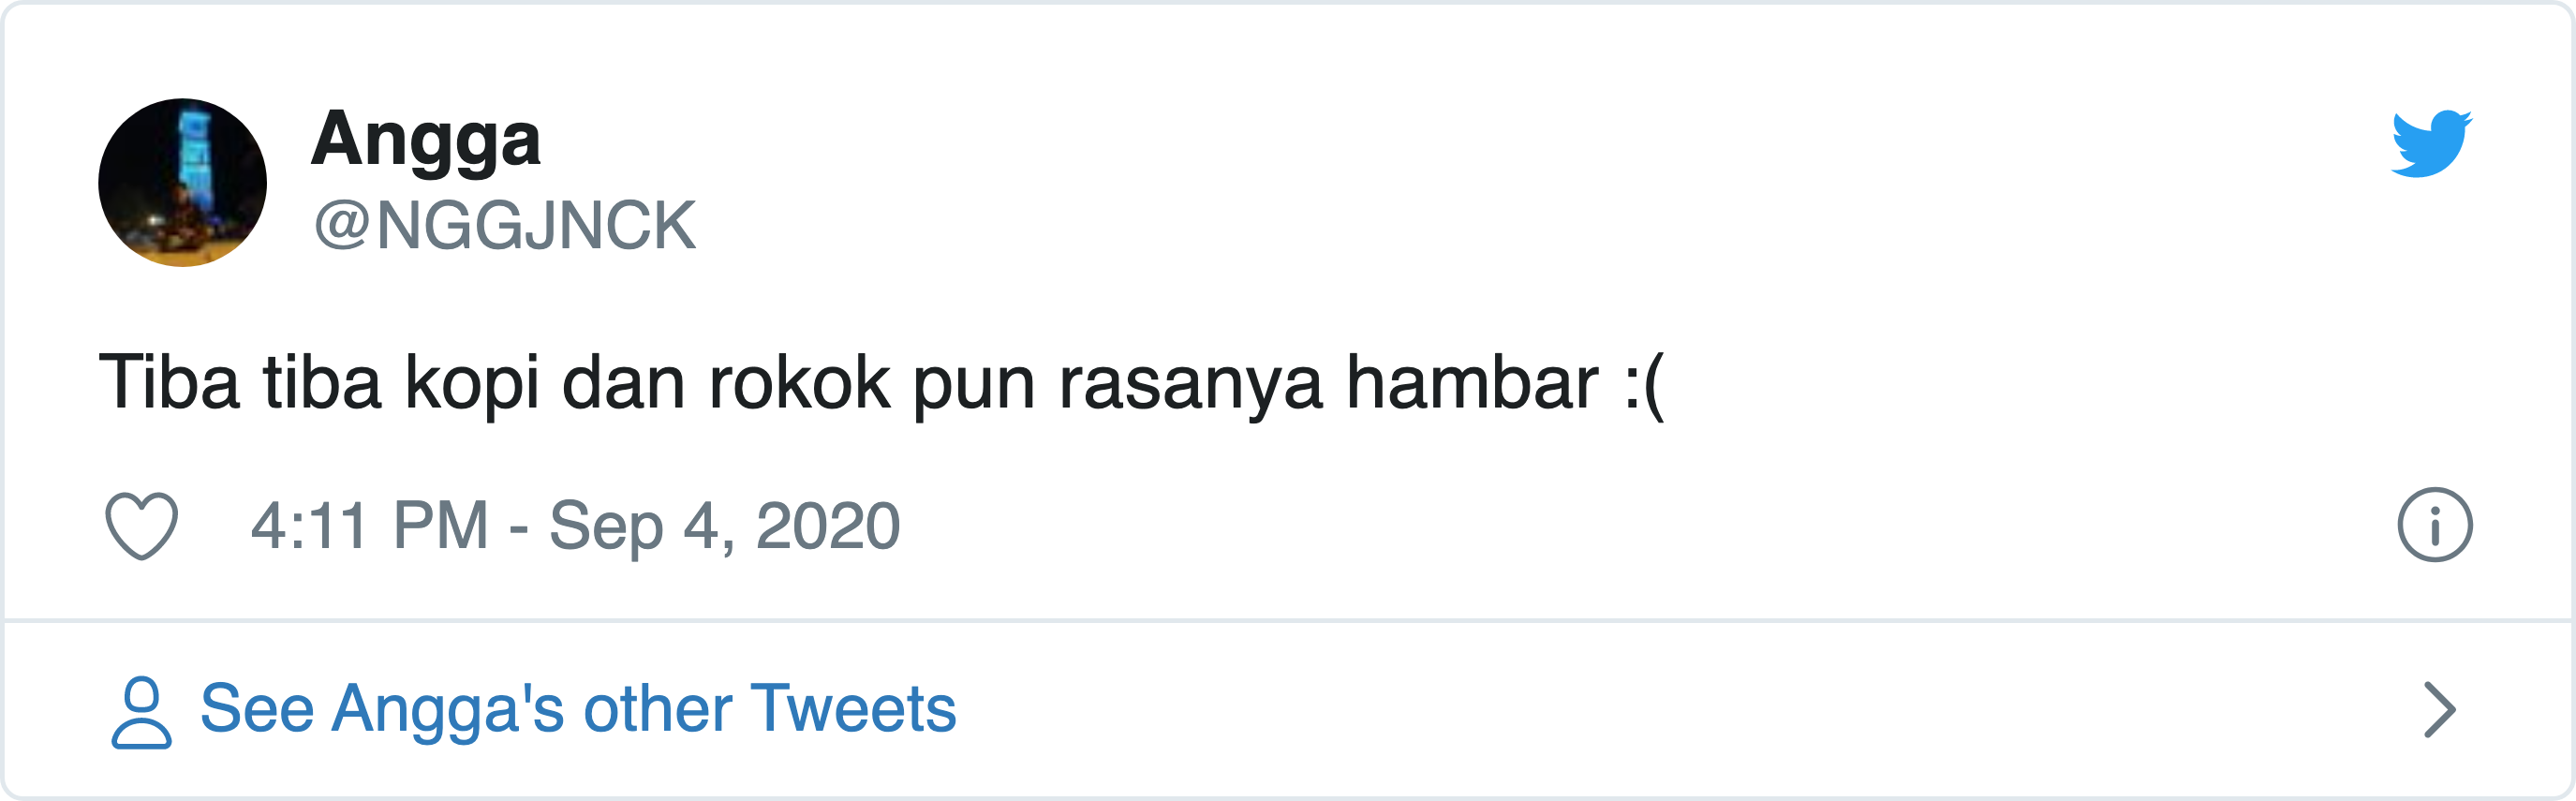 Angga
@NGGJNCK
Tiba tiba kopi dan rokok pun rasanya hambar :(
4:11 PM - Sep 4, 2020
See Angga's other Tweets